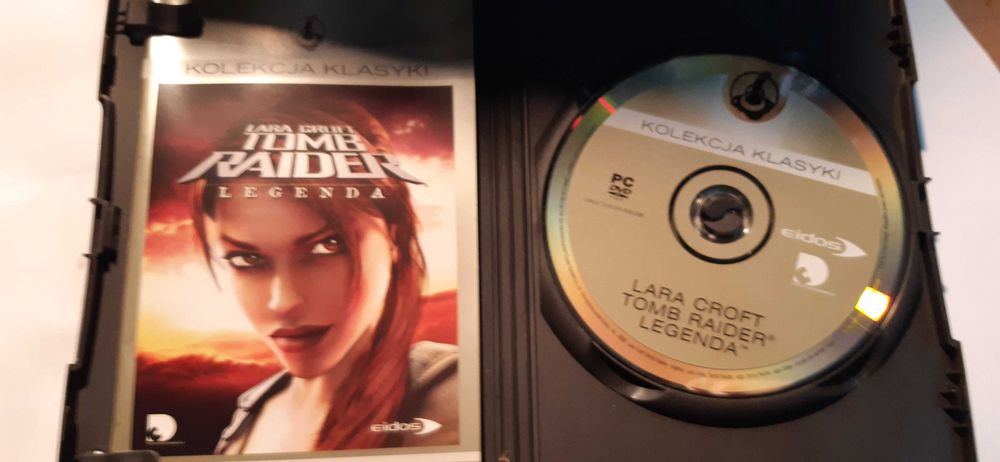 KOLEKCJA KLASYKI
LARA CROFT
TOMB
RAIDER
LEGENDA
eidos
KOLEKCJA KLASYKI
PC
DVD
eidos
LARA CROFT
TOMB RAIDER®
LEGENDA™